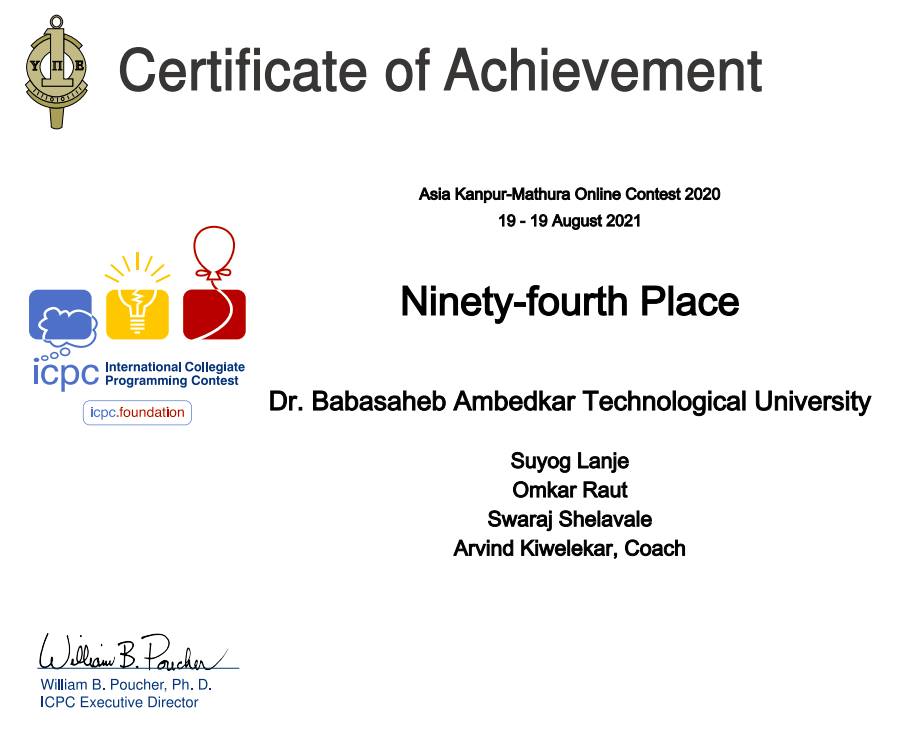 Υ Π Β
Certificate of Achievement
Asia Kanpur-Mathura Online Contest 2020
19 - 19 August 2021
Ninety-fourth Place
icpc International Collegiate
Programming Contest
icpc.foundation
Dr. Babasaheb Ambedkar Technological University
Suyog Lanje
Omkar Raut
Swaraj Shelavale
Arvind Kiwelekar, Coach
William B. Poucher
William B. Poucher, Ph. D.
ICPC Executive Director